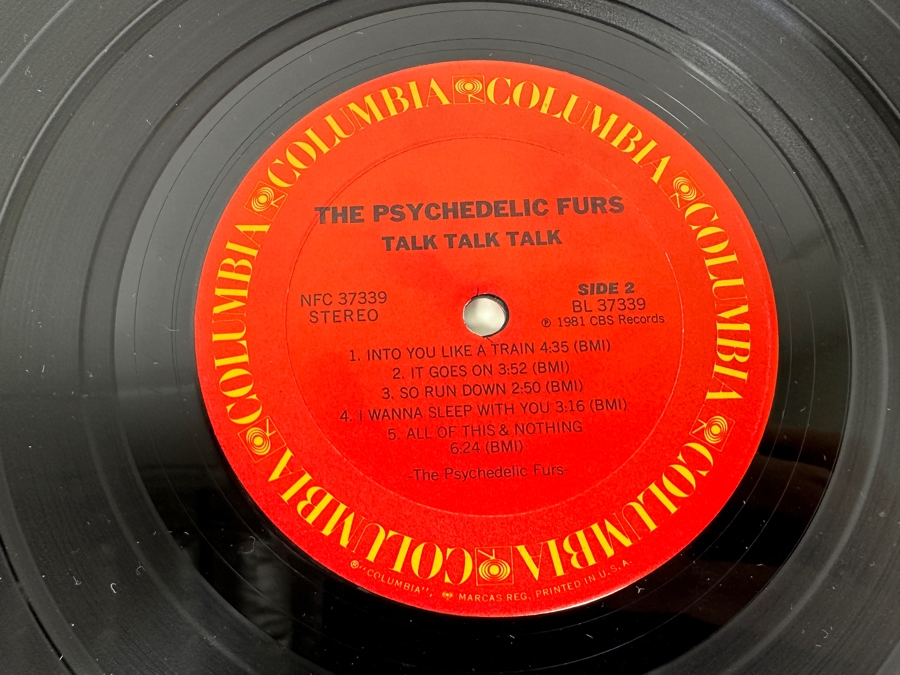 COLUMBIA COLUMBIA COLUMBIA COLUMBIA COLUMBIA COLUMBIA
THE PSYCHEDELIC FURS
TALK TALK TALK
NFC 37339
STEREO
SIDE 2
BL 37339
℗ 1981 CBS Records
1. INTO YOU LIKE A TRAIN 4:35 (BMI)
2. IT GOES ON 3:52 (BMI)
3. SO RUN DOWN 2:50 (BMI)
4. I WANNA SLEEP WITH YOU 3:16 (BMI)
5. ALL OF THIS & NOTHING
6:24 (BMI)
-The Psychedelic Furs-
®"COLUMBIA", MARCAS REG. PRINTED IN U.S.A.